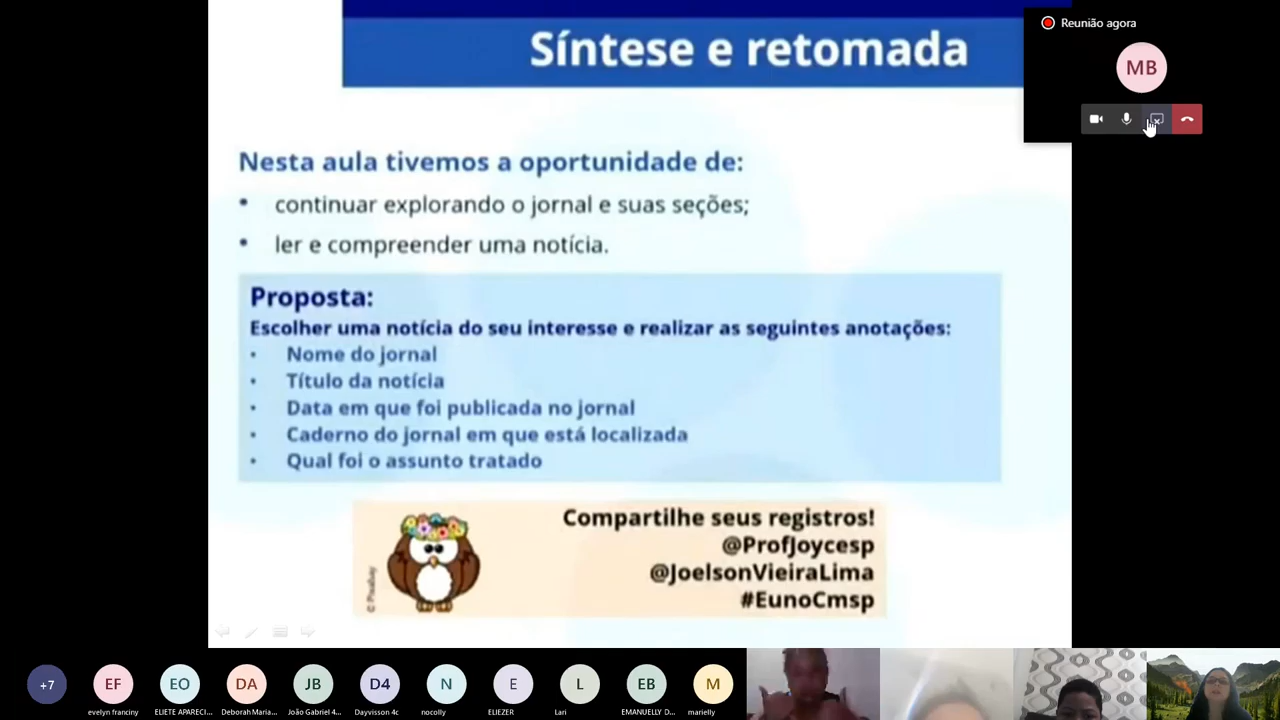 Síntese e retomada
Reunião agora
MB
Nesta aula tivemos a oportunidade de:
• continuar explorando o jornal e suas seções;
• ler e compreender uma notícia.
Proposta:
Escolher uma notícia do seu interesse e realizar as seguintes anotações:
• Nome do jornal
• Título da notícia
• Data em que foi publicada no jornal
• Caderno do jornal em que está localizada
• Qual foi o assunto tratado
© Pixabay
Compartilhe seus registros!
@ProfJoycesp
@JoelsonVieiraLima
#EunoCmsp
+7 EF EO DA JB D4 N E L EB M
evelyn franciny ELIETE APARECI... Deborah Maria... João Gabriel 4... Dayvisson 4c nocolly ELIEZER Lari EMANUELLY D... marielly